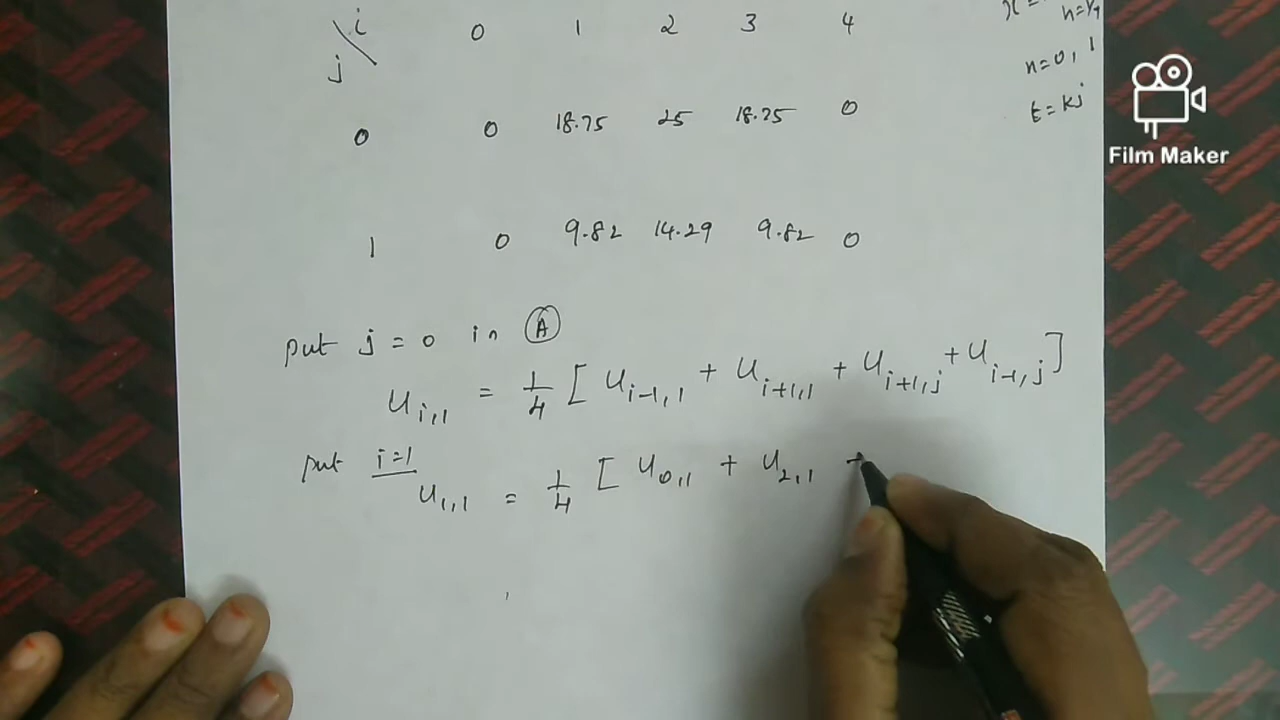 i 0 1 2 3 4
j
0 0 18.75 25 18.75 0
1 0 9.82 14.29 9.82 0
n=0, 1
t = kj
Film Maker
put j = 0 in Ⓐ
u_{i,1} = 1/4 [ u_{i-1,1} + u_{i+1,1} + u_{i+1,j} + u_{i-1,j} ]
put i=1
u_{1,1} = 1/4 [ u_{0,1} + u_{2,1} +